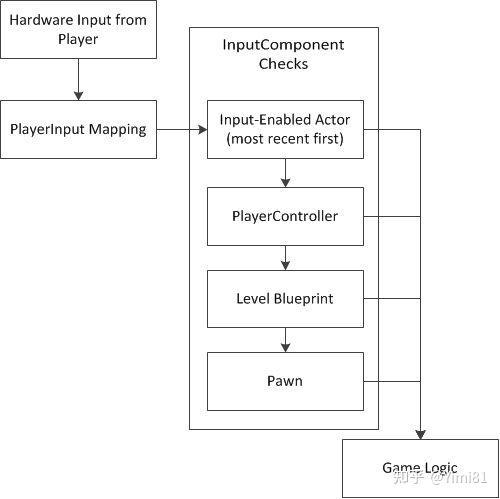 Hardware Input from
Player
InputComponent
Checks
PlayerInput Mapping
Input-Enabled Actor
(most recent first)
PlayerController
Level Blueprint
Pawn
Game Logic
知乎 @Yimi81